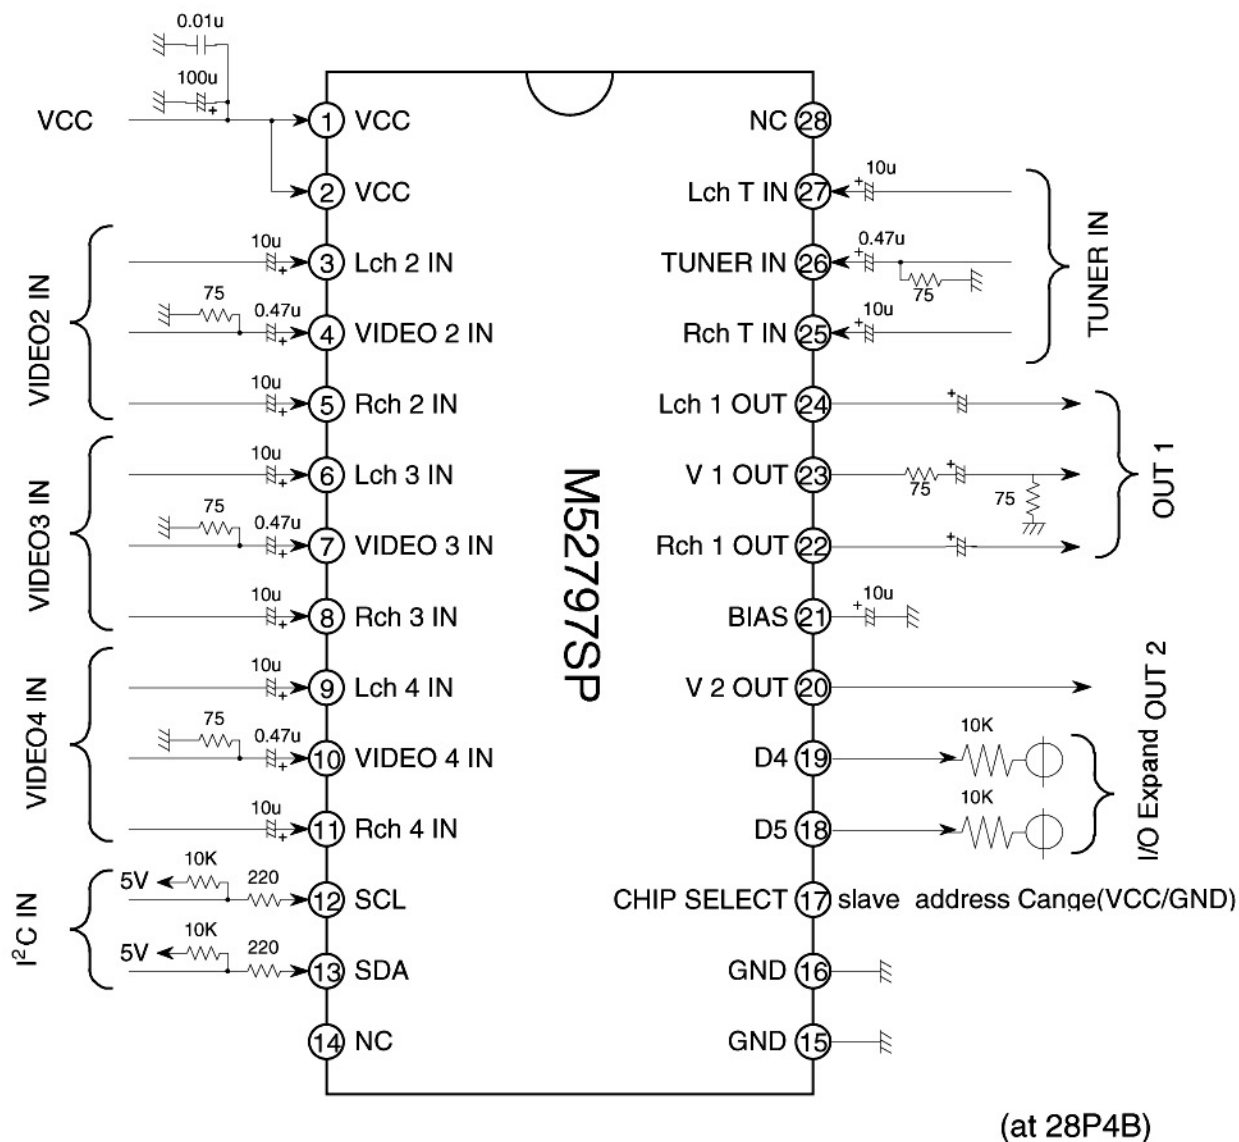 0.01u
100u
VCC
1 VCC
2 VCC
VIDEO2 IN
10u
3 Lch 2 IN
75
0.47u
4 VIDEO 2 IN
10u
5 Rch 2 IN
VIDEO3 IN
10u
6 Lch 3 IN
75
0.47u
7 VIDEO 3 IN
10u
8 Rch 3 IN
VIDEO4 IN
10u
9 Lch 4 IN
75
0.47u
10 VIDEO 4 IN
10u
11 Rch 4 IN
I²C IN
5V
10K
220
12 SCL
5V
10K
220
13 SDA
14 NC
M52797SP
NC 28
Lch T IN 27
10u
TUNER IN 26
0.47u
75
Rch T IN 25
10u
TUNER IN
Lch 1 OUT 24
V 1 OUT 23
75
75
Rch 1 OUT 22
OUT 1
BIAS 21
10u
V 2 OUT 20
D4 19
10K
D5 18
10K
I/O Expand OUT 2
CHIP SELECT 17 slave address Cange(VCC/GND)
GND 16
GND 15
(at 28P4B)